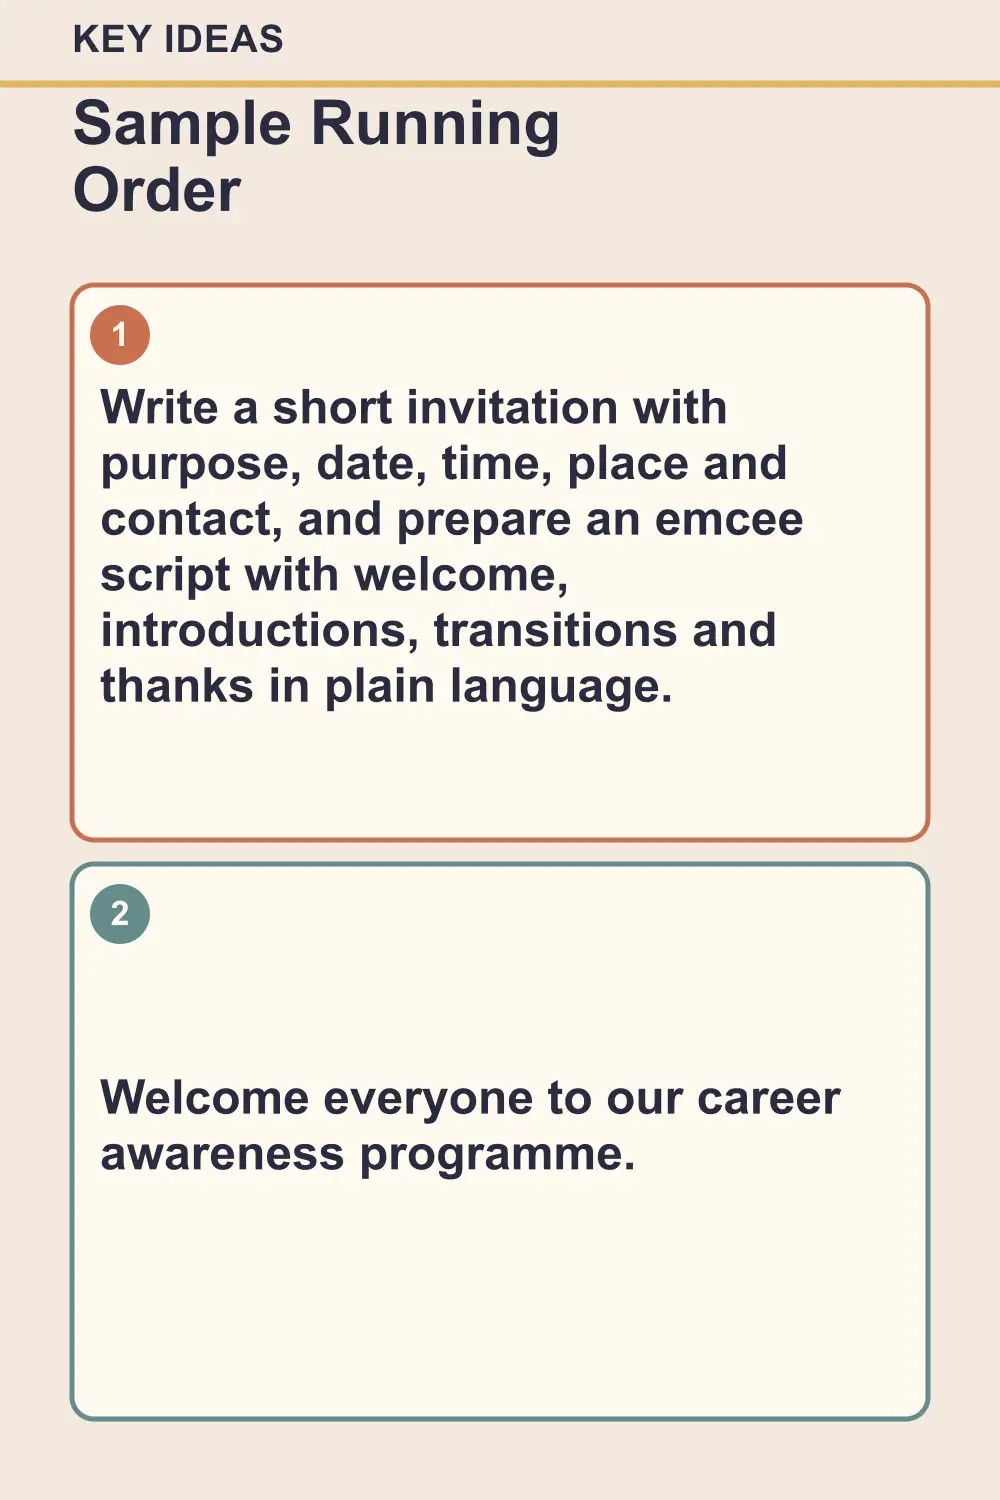 KEY IDEAS
Sample Running
Order
1
Write a short invitation with
purpose, date, time, place and
contact, and prepare an emcee
script with welcome,
introductions, transitions and
thanks in plain language.
2
Welcome everyone to our career
awareness programme.